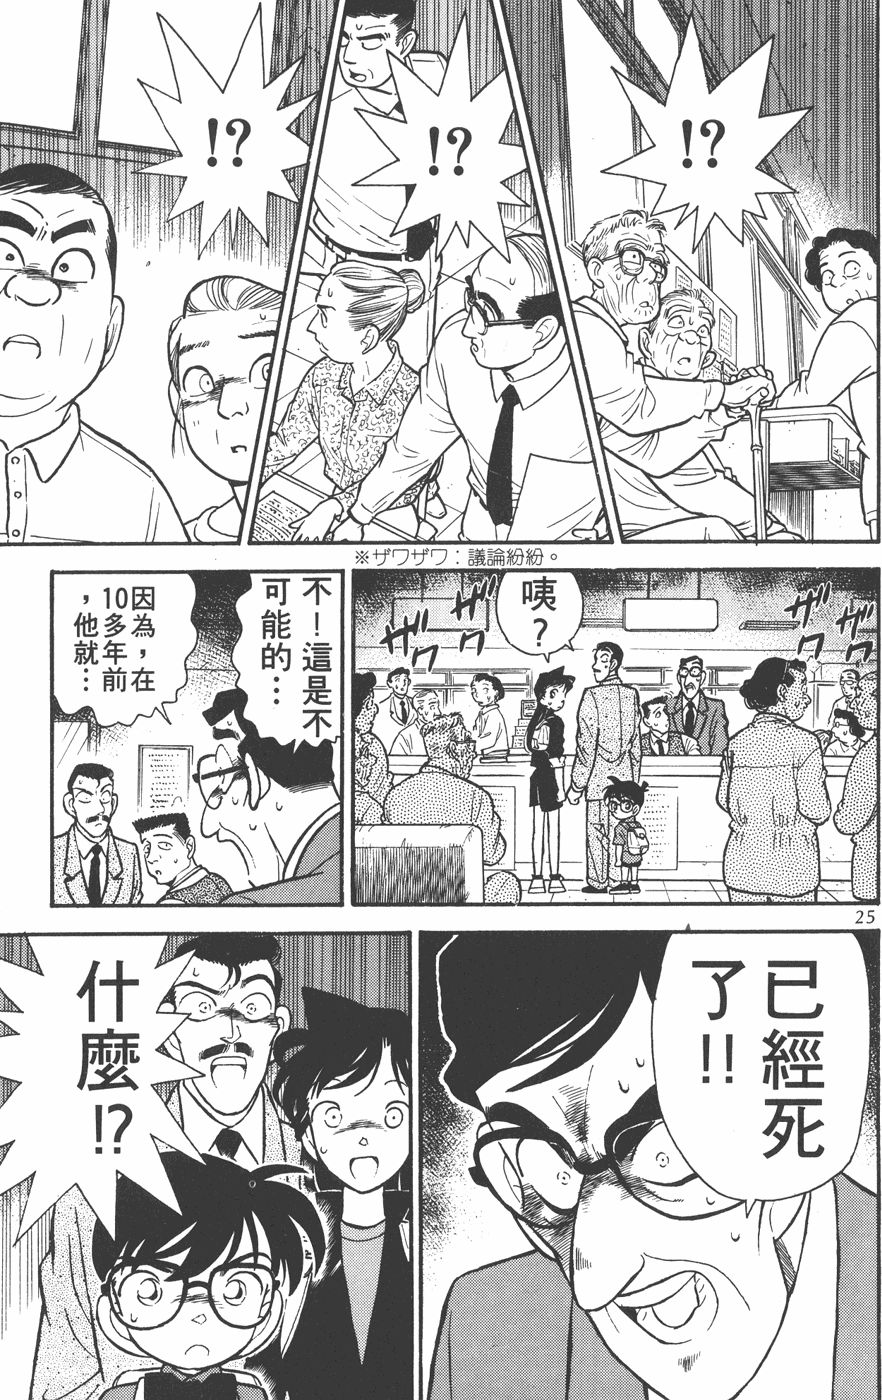 !?
!?
!?
※ザワザワ：議論紛紛。
咦？
ザワ
ザワ
ザワ
ザワ
不！這是不
可能的…
因為，在
10多年前
，他就…
25
已經死
了!!
什麼!?